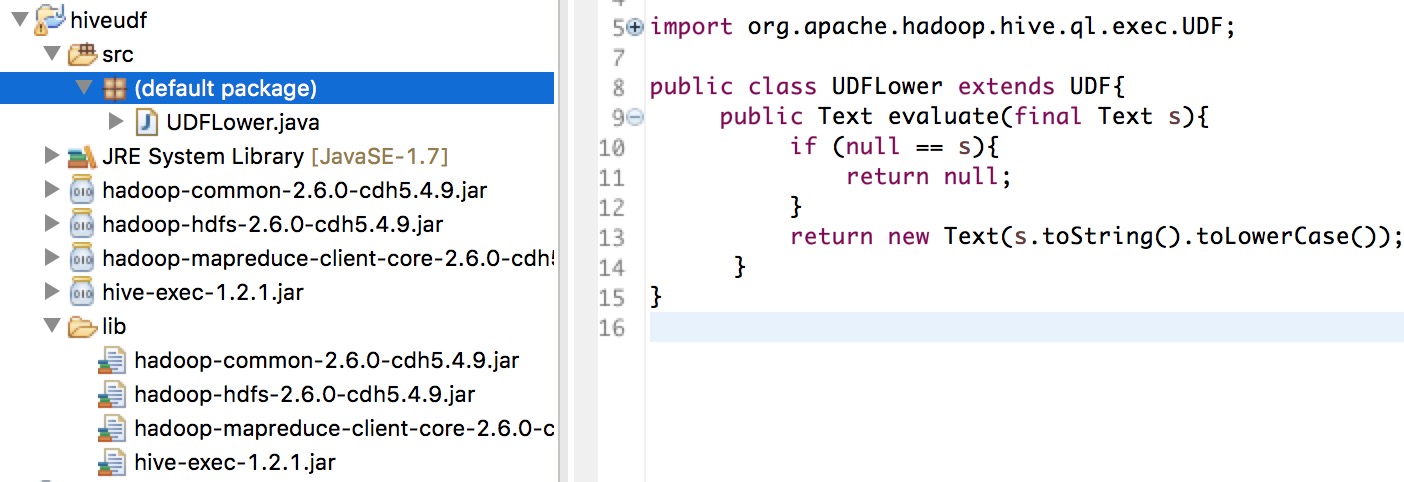 hiveudf
src
(default package)
UDFLower.java
JRE System Library [JavaSE-1.7]
hadoop-common-2.6.0-cdh5.4.9.jar
hadoop-hdfs-2.6.0-cdh5.4.9.jar
hadoop-mapreduce-client-core-2.6.0-cdh5
hive-exec-1.2.1.jar
lib
hadoop-common-2.6.0-cdh5.4.9.jar
hadoop-hdfs-2.6.0-cdh5.4.9.jar
hadoop-mapreduce-client-core-2.6.0-c
hive-exec-1.2.1.jar
5 import org.apache.hadoop.hive.ql.exec.UDF;
7
8 public class UDFLower extends UDF{
9 public Text evaluate(final Text s){
10 if (null == s){
11 return null;
12 }
13 return new Text(s.toString().toLowerCase());
14 }
15 }
16